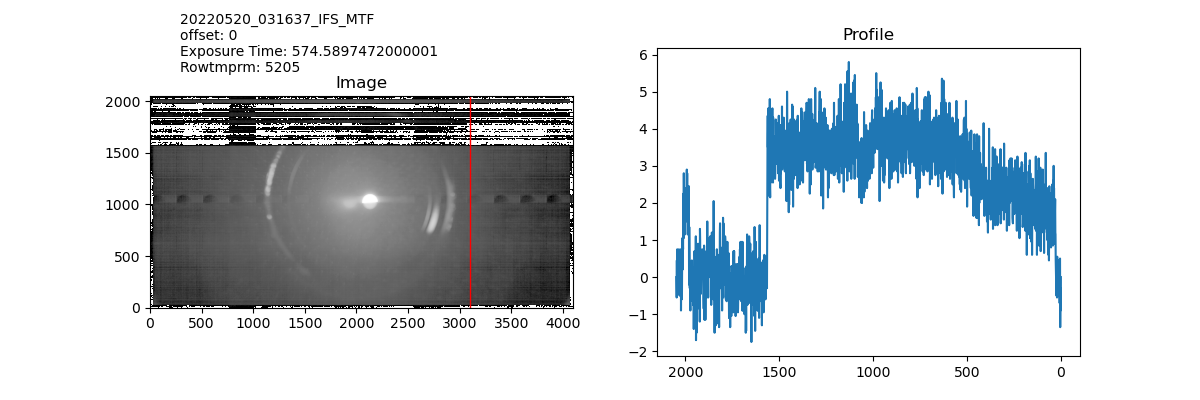 20220520_031637_IFS_MTF
offset: 0
Exposure Time: 574.5897472000001
Rowtmprm: 5205
Image
2000
1500
1000
500
0
0 500 1000 1500 2000 2500 3000 3500 4000
Profile
6
5
4
3
2
1
0
−1
−2
2000 1500 1000 500 0